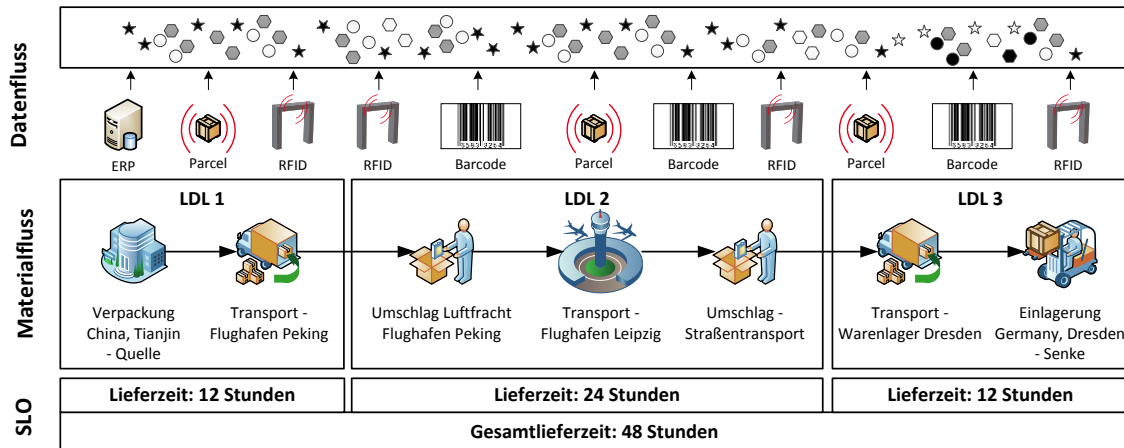 Datenfluss
ERP
Parcel
RFID
RFID
Barcode
Parcel
Barcode
RFID
Parcel
Barcode
RFID
Materialfluss
LDL 1
LDL 2
LDL 3
Verpackung
China, Tianjin
- Quelle
Transport -
Flughafen Peking
Umschlag Luftfracht
Flughafen Peking
Transport -
Flughafen Leipzig
Umschlag -
Straßentransport
Transport -
Warenlager Dresden
Einlagerung
Germany, Dresden
- Senke
SLO
Lieferzeit: 12 Stunden
Lieferzeit: 24 Stunden
Lieferzeit: 12 Stunden
Gesamtlieferzeit: 48 Stunden